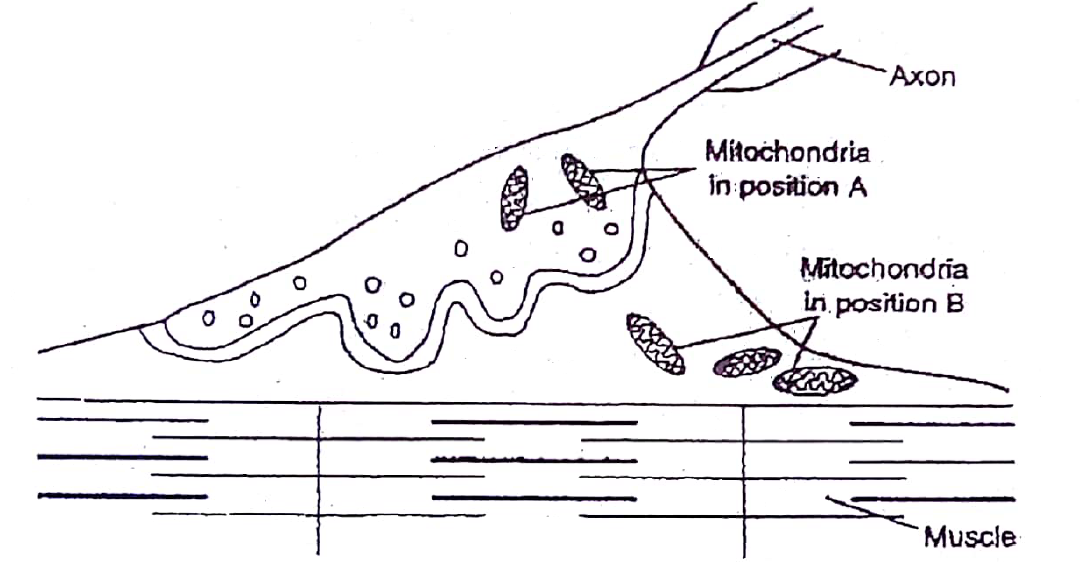 Axon
Mitochondria
in position A
Mitochondria
in position B
Muscle